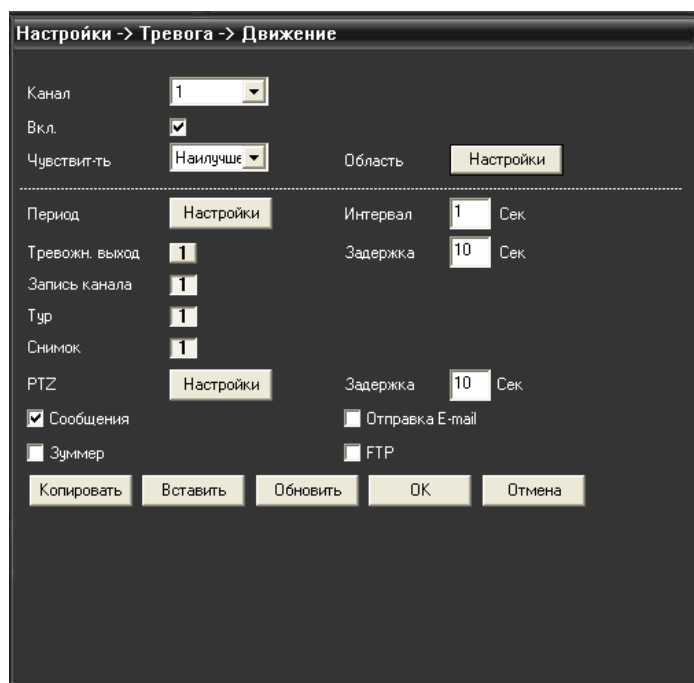 Настройки -> Тревога -> Движение
Канал 1
Вкл.
Чувствит-ть Наилучше Область Настройки
Период Настройки Интервал 1 Сек
Тревожн. выход 1 Задержка 10 Сек
Запись канала 1
Тур 1
Снимок 1
PTZ Настройки Задержка 10 Сек
Сообщения Отправка E-mail
Зуммер FTP
Копировать Вставить Обновить OK Отмена